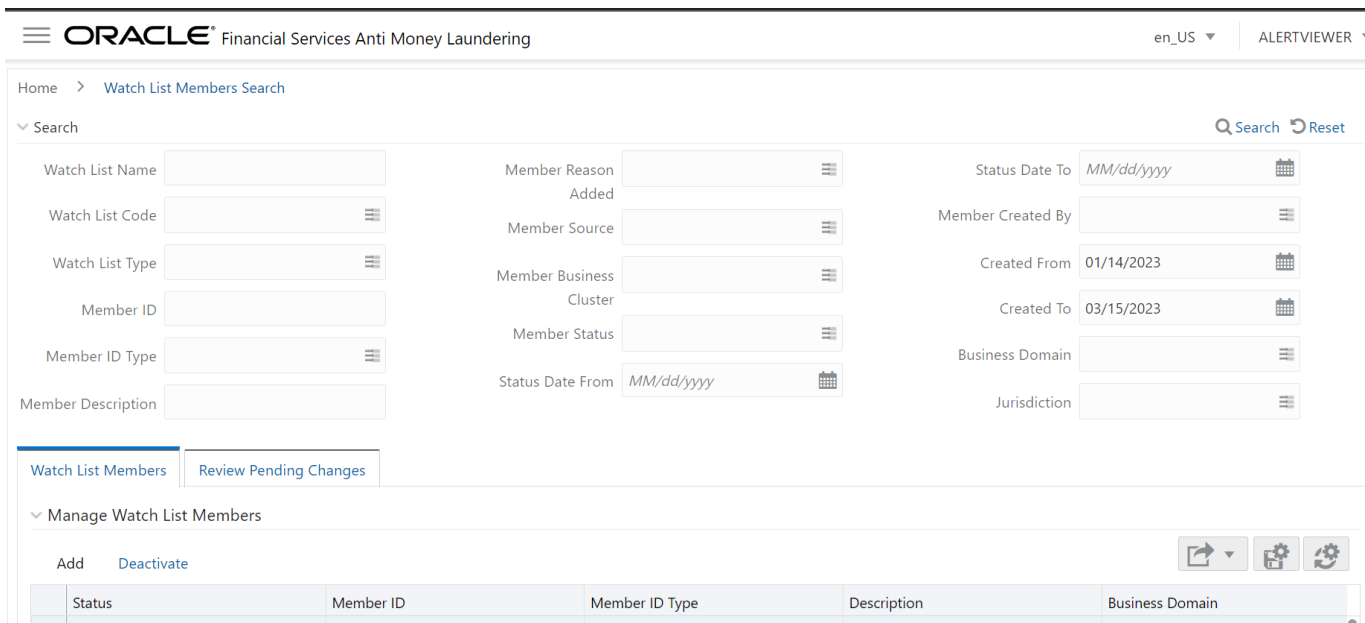 ORACLE® Financial Services Anti Money Laundering
en_US
ALERTVIEWER
Home > Watch List Members Search
Search
Search
Reset
Watch List Name
Watch List Code
Watch List Type
Member ID
Member ID Type
Member Description
Member Reason
Added
Member Source
Member Business
Cluster
Member Status
Status Date From MM/dd/yyyy
Status Date To MM/dd/yyyy
Member Created By
Created From 01/14/2023
Created To 03/15/2023
Business Domain
Jurisdiction
Watch List Members
Review Pending Changes
Manage Watch List Members
Add
Deactivate
Status
Member ID
Member ID Type
Description
Business Domain